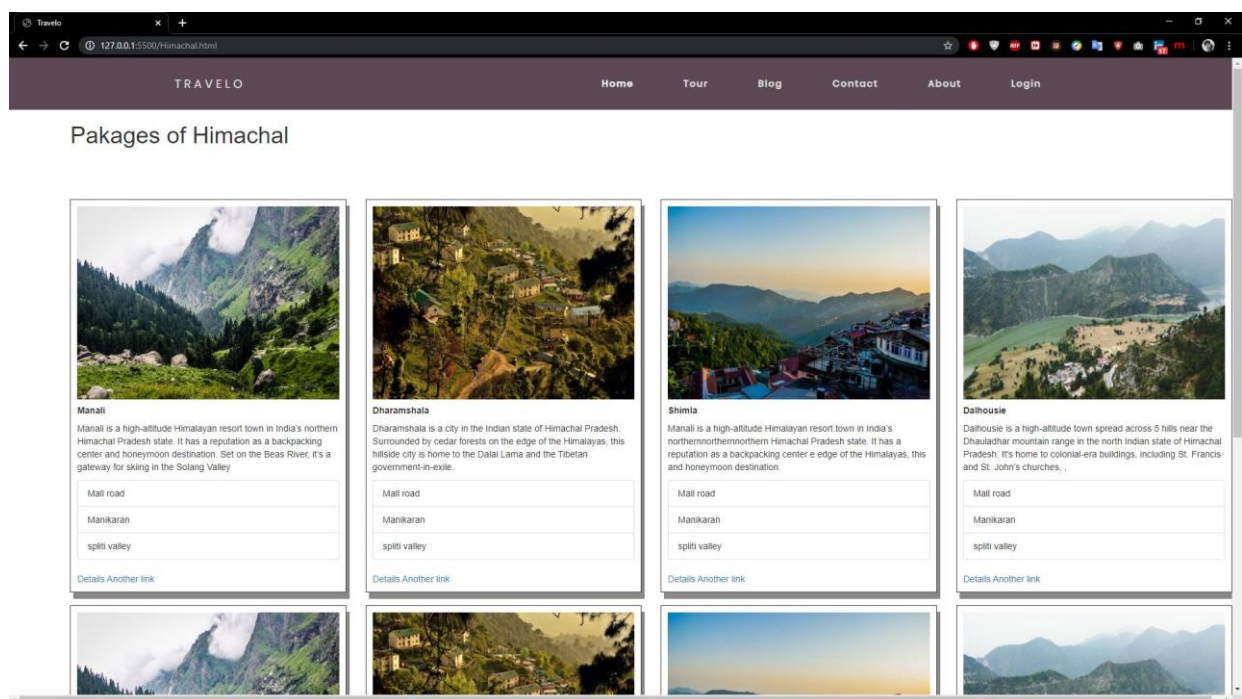 Travelo
127.0.0.1:5500/Himachal.html
TRAVELO
Home
Tour
Blog
Contact
About
Login
Pakages of Himachal
Manali
Manali is a high-altitude Himalayan resort town in India's northern
Himachal Pradesh state. It has a reputation as a backpacking
center and honeymoon destination. Set on the Beas River, it's a
gateway for skiing in the Solang Valley
Mall road
Manikaran
spliti valley
Details Another link
Dharamshala
Dharamshala is a city in the Indian state of Himachal Pradesh.
Surrounded by cedar forests on the edge of the Himalayas, this
hillside city is home to the Dalai Lama and the Tibetan
government-in-exile.
Mall road
Manikaran
spliti valley
Details Another link
Shimla
Manali is a high-altitude Himalayan resort town in India's
northernnorthernnorthern Himachal Pradesh state. It has a
reputation as a backpacking center e edge of the Himalayas, this
and honeymoon destination.
Mall road
Manikaran
spliti valley
Details Another link
Dalhousie
Dalhousie is a high-altitude town spread across 5 hills near the
Dhauladhar mountain range in the north Indian state of Himachal
Pradesh. It's home to colonial-era buildings, including St. Francis
and St. John's churches, ,
Mall road
Manikaran
spliti valley
Details Another link